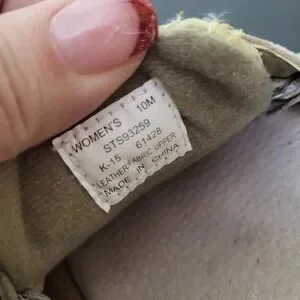 WOMEN'S 10M
STS93259
K-15 61428
LEATHER/FABRIC UPPER
MADE IN CHINA